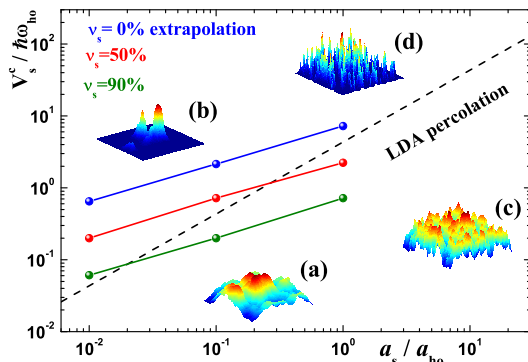 ν_s = 0% extrapolation
ν_s=50%
ν_s=90%
(d)
(b)
LDA percolation
(c)
(a)
V_s^c / ℏω_ho
10^2
10^1
10^0
10^-1
10^-2
10^-2 10^-1 10^0 10^1
a_s / a_ho